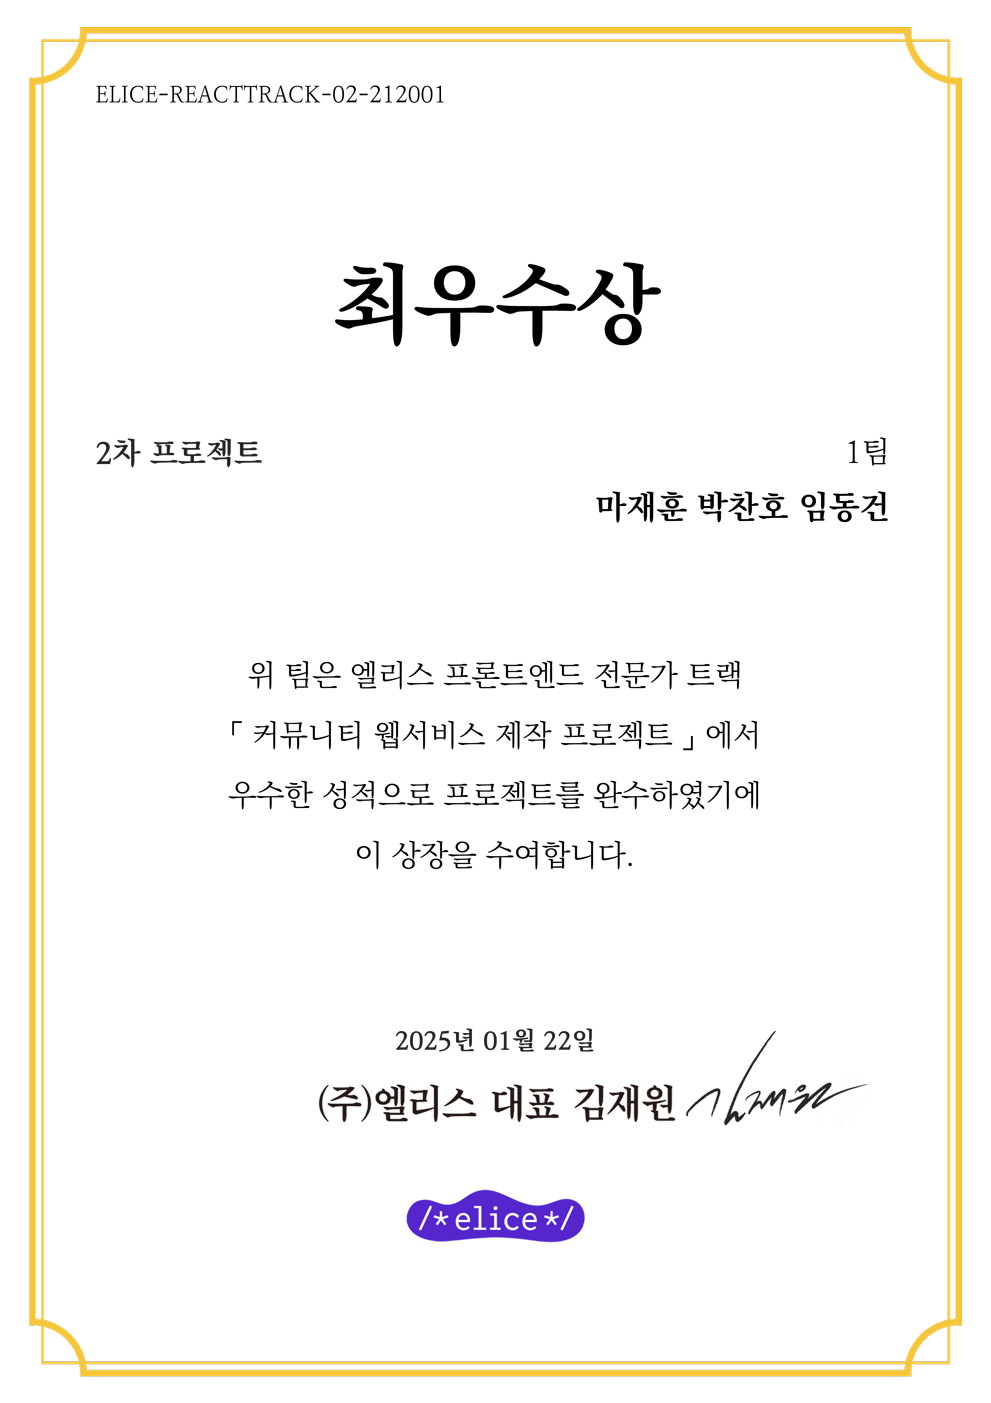 ELICE-REACTTRACK-02-212001
최우수상
2차 프로젝트
1팀
마재훈 박찬호 임동건
위 팀은 엘리스 프론트엔드 전문가 트랙
「 커뮤니티 웹서비스 제작 프로젝트 」 에서
우수한 성적으로 프로젝트를 완수하였기에
이 상장을 수여합니다.
2025년 01월 22일
(주)엘리스 대표 김재원 김재원
/*elice*/